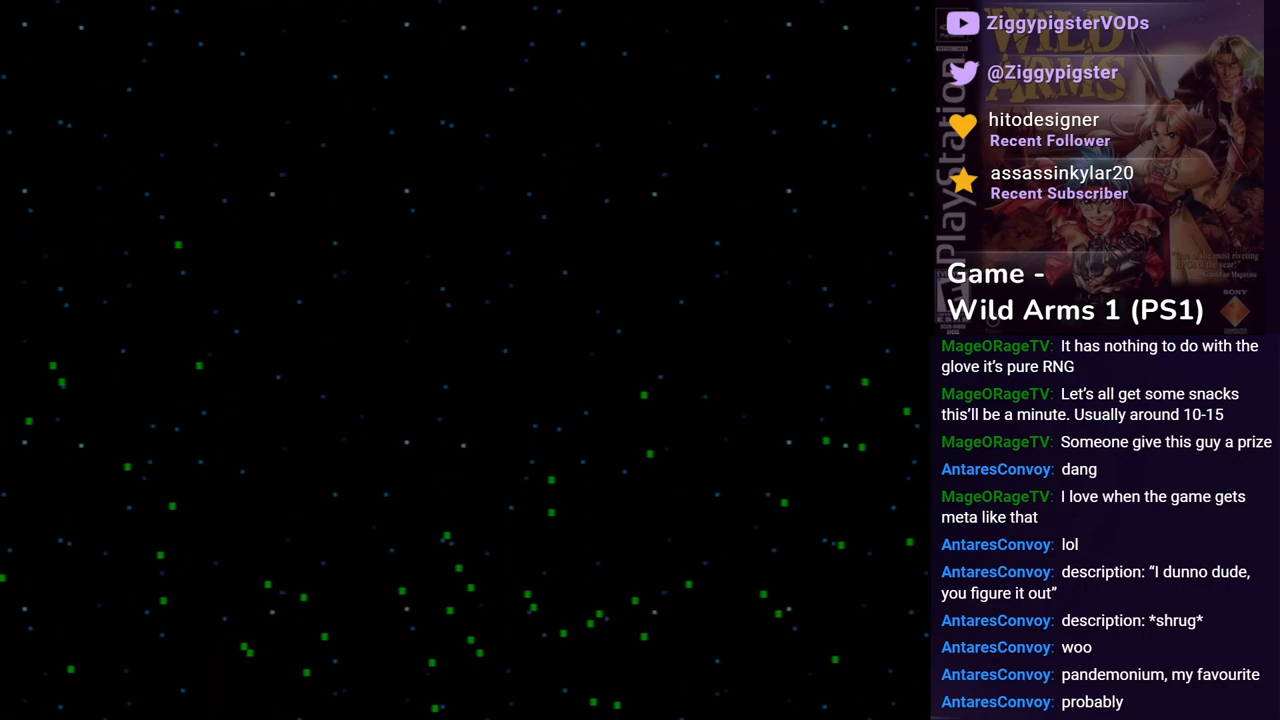 ZiggypigsterVODs
@Ziggypigster
hitodesigner
Recent Follower
assassinkylar20
Recent Subscriber
WILD
ARMS
PlayStation
Game -
Wild Arms 1 (PS1)
SONY
MageORageTV: It has nothing to do with the
glove it's pure RNG
MageORageTV: Let's all get some snacks
this'll be a minute. Usually around 10-15
MageORageTV: Someone give this guy a prize
AntaresConvoy: dang
MageORageTV: I love when the game gets
meta like that
AntaresConvoy: lol
AntaresConvoy: description: “I dunno dude,
you figure it out”
AntaresConvoy: description: *shrug*
AntaresConvoy: woo
AntaresConvoy: pandemonium, my favourite
AntaresConvoy: probably